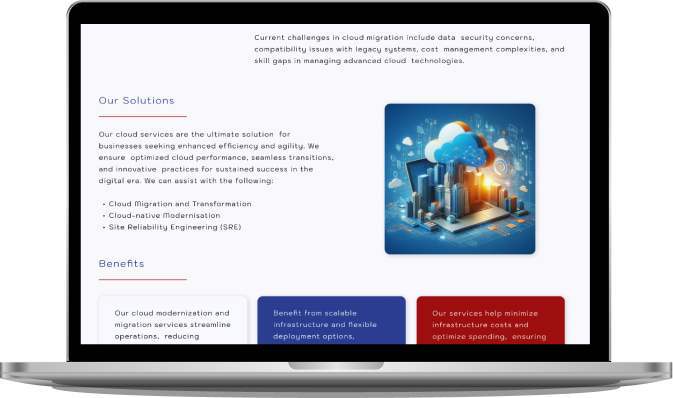 Current challenges in cloud migration include data security concerns,
compatibility issues with legacy systems, cost management complexities, and
skill gaps in managing advanced cloud technologies.
Our Solutions
Our cloud services are the ultimate solution for
businesses seeking enhanced efficiency and agility. We
ensure optimized cloud performance, seamless transitions,
and innovative practices for sustained success in the
digital era. We can assist with the following:
• Cloud Migration and Transformation
• Cloud-native Modernisation
• Site Reliability Engineering (SRE)
Benefits
Our cloud modernization and
migration services streamline
operations, reducing
Benefit from scalable
infrastructure and flexible
deployment options,
Our services help minimize
infrastructure costs and
optimize spending, ensuring